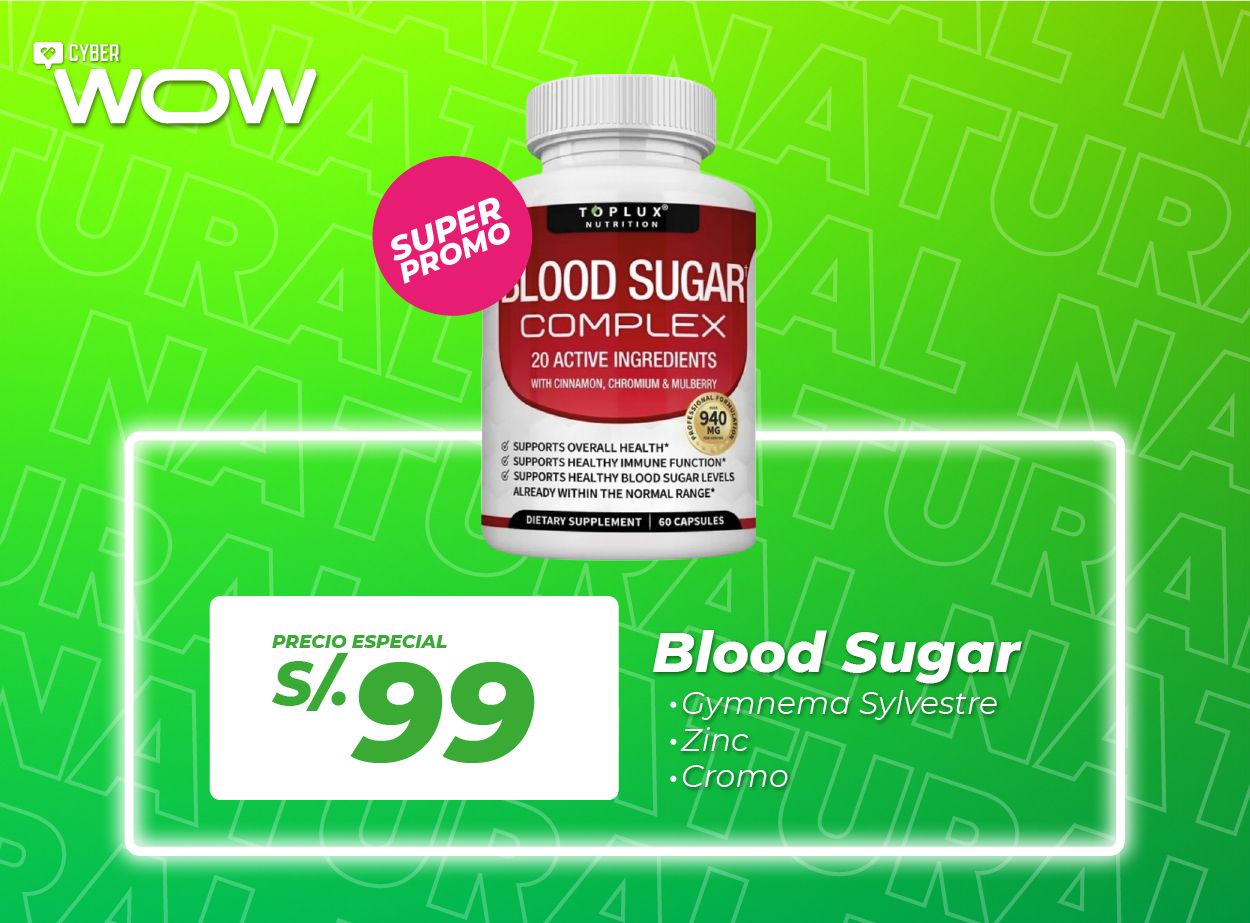 CYBER
WOW
SUPER
PROMO
TOPLUX®
NUTRITION
BLOOD SUGAR
COMPLEX
20 ACTIVE INGREDIENTS
WITH CINNAMON, CHROMIUM & MULBERRY
PROFESSIONAL FORMULATION
940
MG
SUPPORTS OVERALL HEALTH*
SUPPORTS HEALTHY IMMUNE FUNCTION*
SUPPORTS HEALTHY BLOOD SUGAR LEVELS
ALREADY WITHIN THE NORMAL RANGE*
DIETARY SUPPLEMENT | 60 CAPSULES
PRECIO ESPECIAL
S/.99
Blood Sugar
•Gymnema Sylvestre
•Zinc
•Cromo
NATURAL